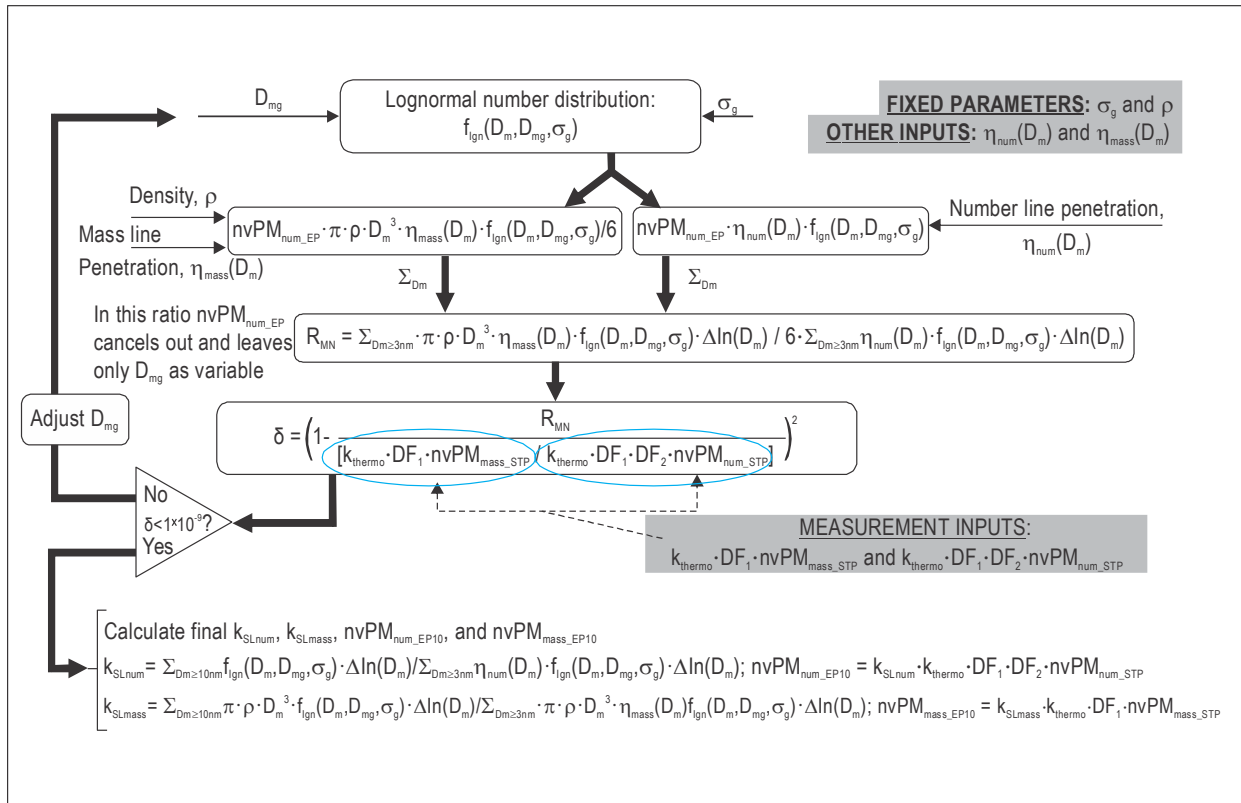 D_mg
Lognormal number distribution:
f_lgn(D_m,D_mg,σ_g)
σ_g
FIXED PARAMETERS: σ_g and ρ
OTHER INPUTS: η_num(D_m) and η_mass(D_m)
Density, ρ
Mass line
Penetration, η_mass(D_m)
nvPM_num_EP·π·ρ·D_m^3·η_mass(D_m)·f_lgn(D_m,D_mg,σ_g)/6
nvPM_num_EP·η_num(D_m)·f_lgn(D_m,D_mg,σ_g)
Number line penetration,
η_num(D_m)
Σ_Dm
Σ_Dm
In this ratio nvPM_num_EP
cancels out and leaves
only D_mg as variable
R_MN = Σ_Dm≥3nm·π·ρ·D_m^3·η_mass(D_m)·f_lgn(D_m,D_mg,σ_g)·Δln(D_m) / 6·Σ_Dm≥3nm η_num(D_m)·f_lgn(D_m,D_mg,σ_g)·Δln(D_m)
Adjust D_mg
R_MN
δ = (1- )^2
[k_thermo·DF_1·nvPM_mass_STP/k_thermo·DF_1·DF_2·nvPM_num_STP]
No
δ<1×10^-9?
Yes
MEASUREMENT INPUTS:
k_thermo·DF_1·nvPM_mass_STP and k_thermo·DF_1·DF_2·nvPM_num_STP
Calculate final k_SLnum, k_SLmass, nvPM_num_EP10, and nvPM_mass_EP10
k_SLnum = Σ_Dm≥10nm f_lgn(D_m,D_mg,σ_g)·Δln(D_m)/Σ_Dm≥3nm η_num(D_m)·f_lgn(D_m,D_mg,σ_g)·Δln(D_m); nvPM_num_EP10 = k_SLnum·k_thermo·DF_1·DF_2·nvPM_num_STP
k_SLmass = Σ_Dm≥10nm π·ρ·D_m^3·f_lgn(D_m,D_mg,σ_g)·Δln(D_m)/Σ_Dm≥3nm·π·ρ·D_m^3·η_mass(D_m)f_lgn(D_m,D_mg,σ_g)·Δln(D_m); nvPM_mass_EP10 = k_SLmass·k_thermo·DF_1·nvPM_mass_STP